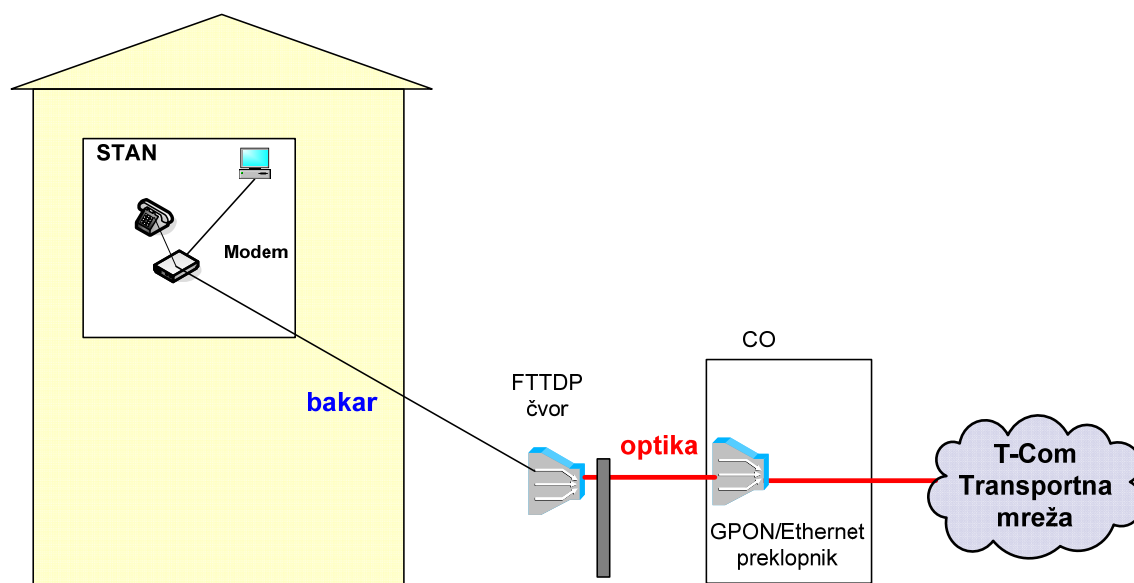 STAN
Modem
bakar
FTTDP
čvor
optika
CO
GPON/Ethernet
preklopnik
T-Com
Transportna
mreža